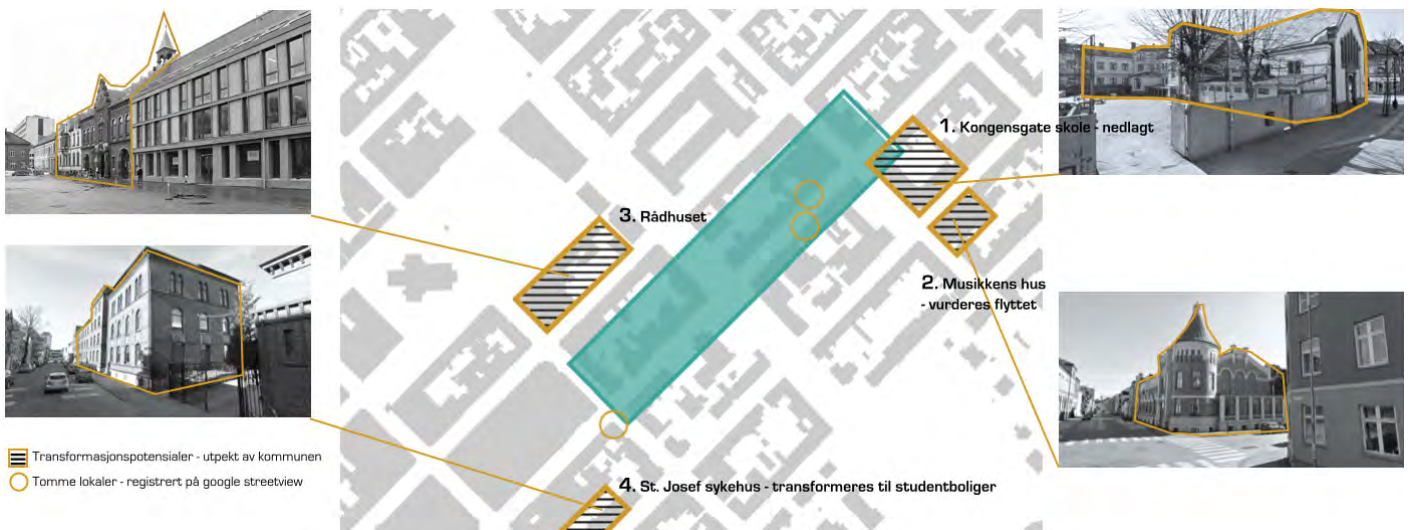 1. Kongensgate skole - nedlagt
3. Rådhuset
2. Musikkens hus
- vurderes flyttet
Transformasjonspotensialer - utpekt av kommunen
Tomme lokaler - registrert på google streetview
4. St. Josef sykehus - transformeres til studentboliger